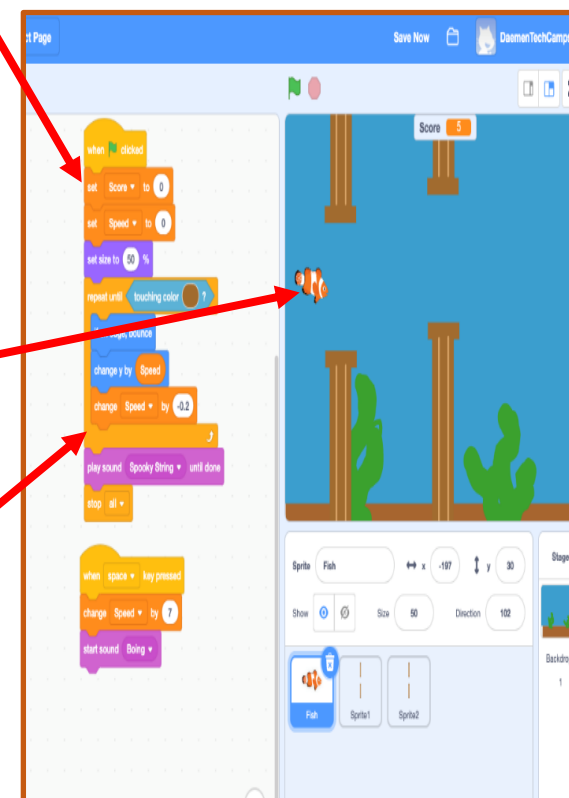 ct Page
Save Now
DaemenTechCamps
Score 5
when clicked
set Score to 0
set Speed to 0
set size to 50 %
repeat until touching color ?
edge, bounce
change y by Speed
change Speed by -0.2
play sound Spooky String until done
stop all
when space key pressed
change Speed by 7
start sound Boing
Sprite Fish x -197 y 30
Show Size 50 Direction 102
Fish
Sprite1
Sprite2
Stage
Backdro
1